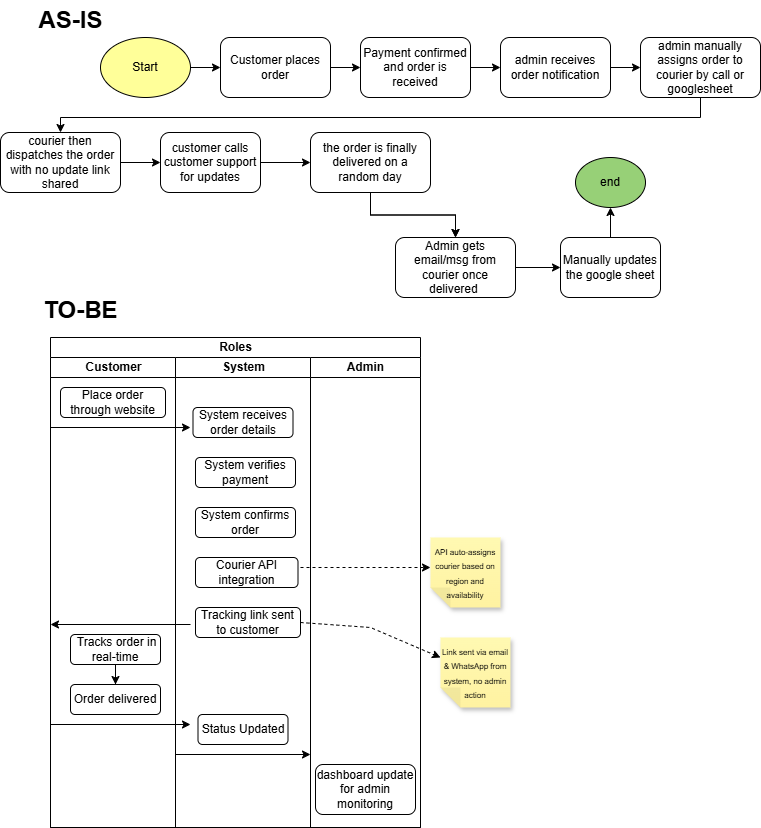 AS-IS
Start
Customer places
order
Payment confirmed
and order is
received
admin receives
order notification
admin manually
assigns order to
courier by call or
googlesheet
courier then
dispatches the order
with no update link
shared
customer calls
customer support
for updates
the order is finally
delivered on a
random day
end
Admin gets
email/msg from
courier once
delivered
Manually updates
the google sheet
TO-BE
Roles
Customer
System
Admin
Place order
through website
System receives
order details
System verifies
payment
System confirms
order
Courier API
integration
API auto-assigns
courier based on
region and
availability
Tracking link sent
to customer
Tracks order in
real-time
Link sent via email
& WhatsApp from
system, no admin
action
Order delivered
Status Updated
dashboard update
for admin
monitoring